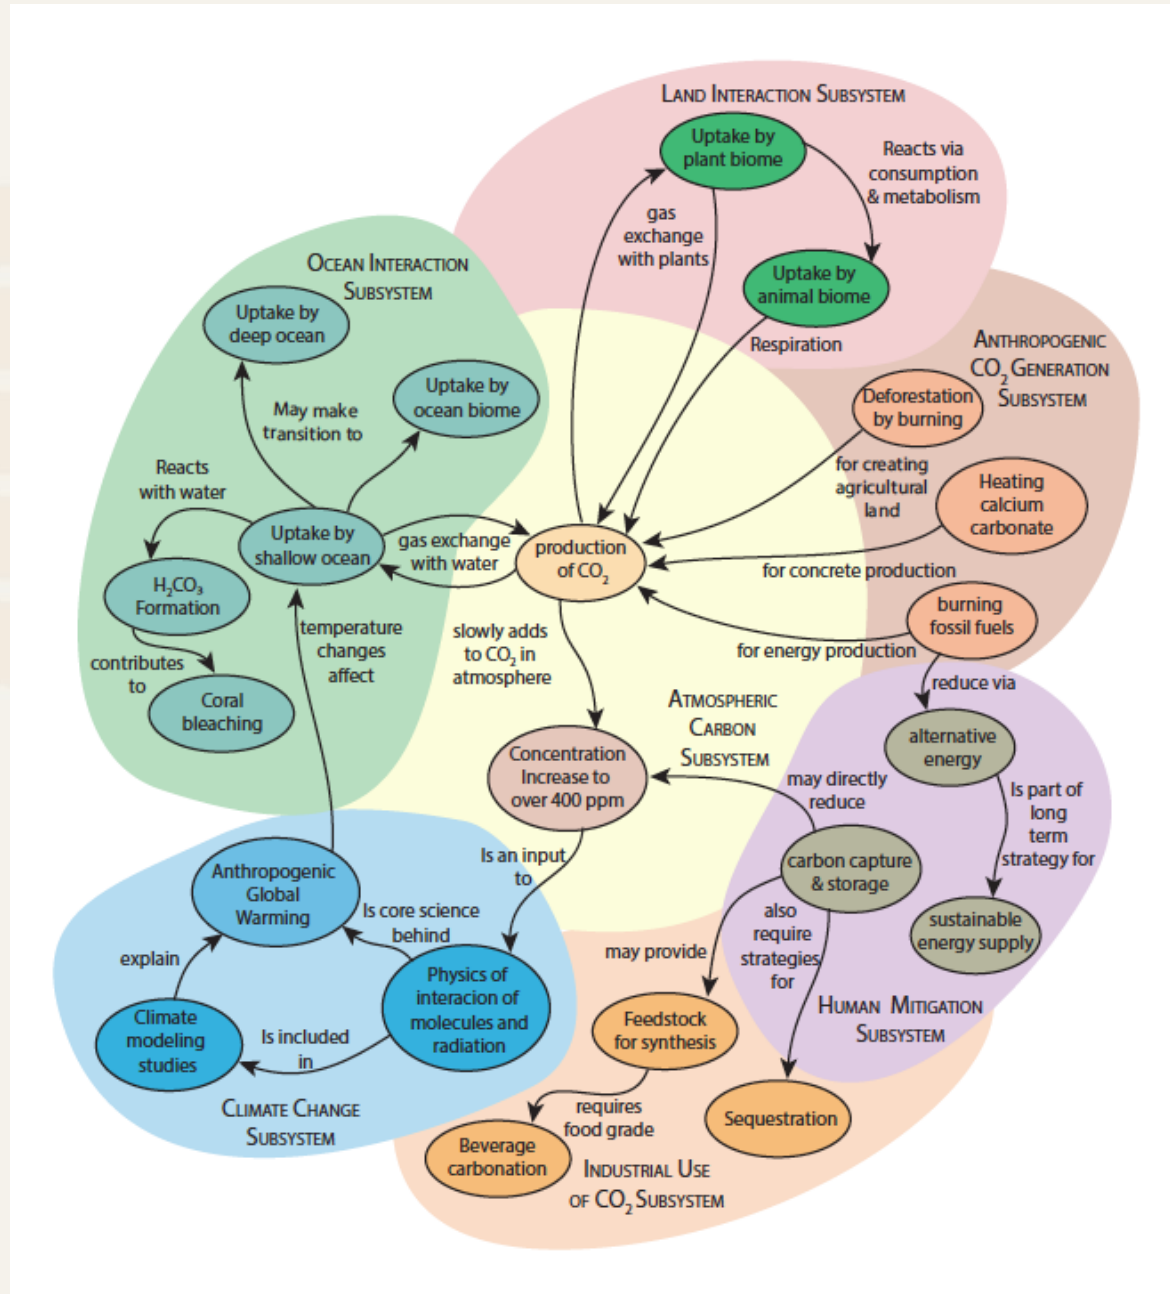 LAND INTERACTION SUBSYSTEM
Uptake by
plant biome
Reacts via
consumption
& metabolism
gas
exchange
with plants
Uptake by
animal biome
Respiration
OCEAN INTERACTION
SUBSYSTEM
Uptake by
deep ocean
Uptake by
ocean biome
May make
transition to
Reacts
with water
Uptake by
shallow ocean
gas exchange
with water
H₂CO₃
Formation
contributes
to
Coral
bleaching
temperature
changes
affect
ANTHROPOGENIC
CO₂ GENERATION
SUBSYSTEM
Deforestation
by burning
for creating
agricultural
land
Heating
calcium
carbonate
for concrete production
burning
fossil fuels
for energy production
production
of CO₂
slowly adds
to CO₂ in
atmosphere
ATMOSPHERIC
CARBON
SUBSYSTEM
Concentration
Increase to
over 400 ppm
reduce via
alternative
energy
may directly
reduce
Is part of
long
term
strategy for
carbon capture
& storage
sustainable
energy supply
also
require
strategies
for
HUMAN MITIGATION
SUBSYSTEM
Is an input
to
Anthropogenic
Global
Warming
Is core science
behind
explain
Physics of
interacion of
molecules and
radiation
Climate
modeling
studies
Is included
in
CLIMATE CHANGE
SUBSYSTEM
may provide
Feedstock
for synthesis
requires
food grade
Sequestration
Beverage
carbonation
INDUSTRIAL USE
OF CO₂ SUBSYSTEM